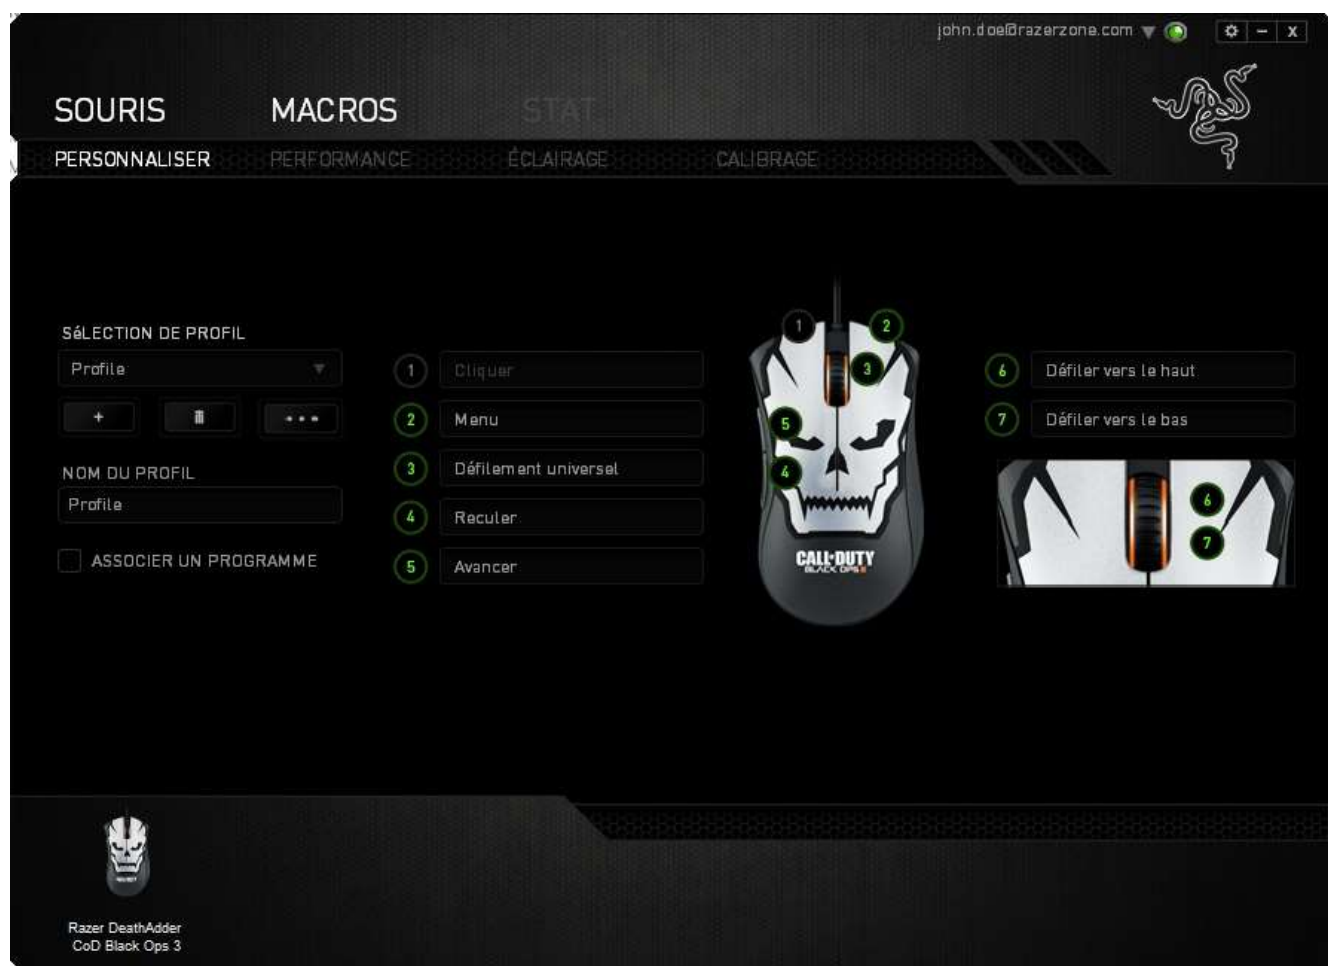 john.doe@razerzone.com
SOURIS MACROS STAT
PERSONNALISER PERFORMANCE ÉCLAIRAGE CALIBRAGE
SéLECTION DE PROFIL
Profile
+
NOM DU PROFIL
Profile
ASSOCIER UN PROGRAMME
1 Cliquer
2 Menu
3 Défilement universel
4 Reculer
5 Avancer
1
2
3
5
4
CALL OF DUTY
BLACK OPS III
6 Défiler vers le haut
7 Défiler vers le bas
6
7
Razer DeathAdder
CoD Black Ops 3